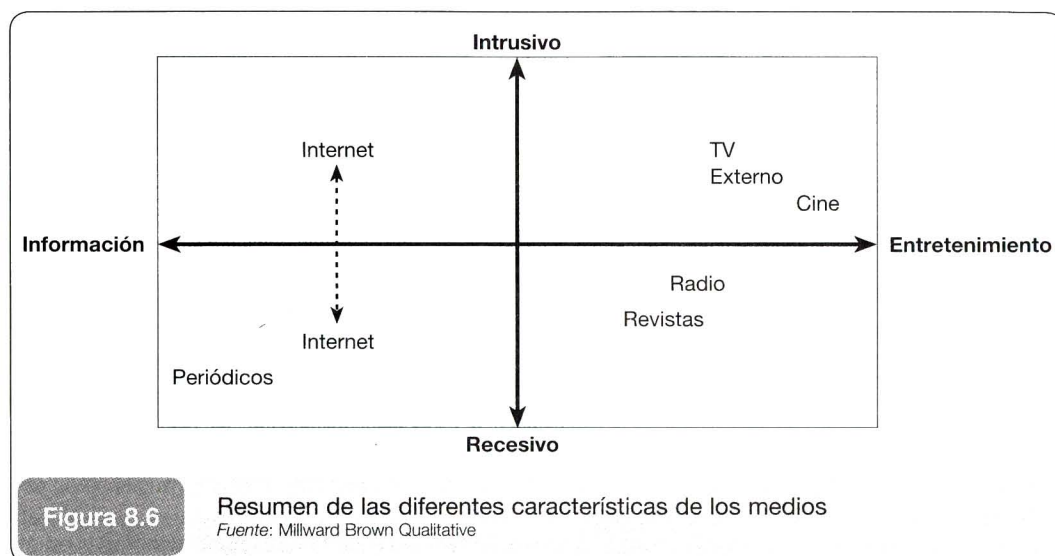 Intrusivo
Internet
TV
Externo
Cine
Información
Entretenimiento
Radio
Revistas
Internet
Periódicos
Recesivo
Figura 8.6
Resumen de las diferentes características de los medios
Fuente: Millward Brown Qualitative